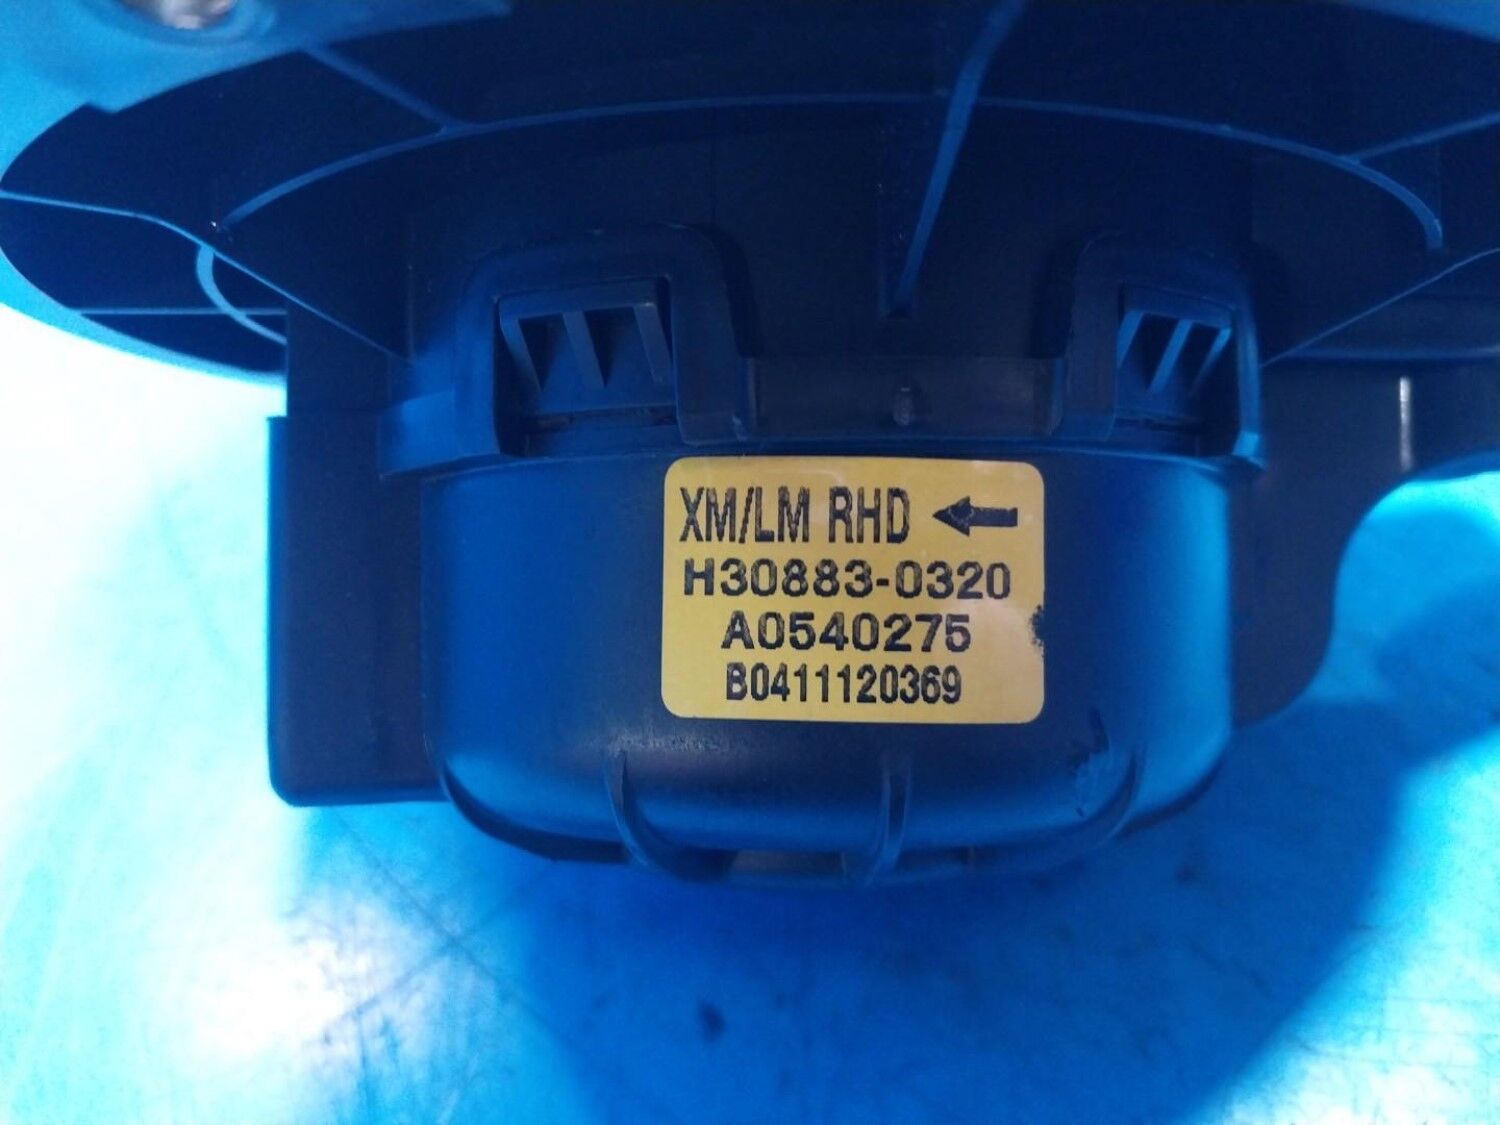 XM/LM RHD ←
H30883-0320
A0540275
B0411120369